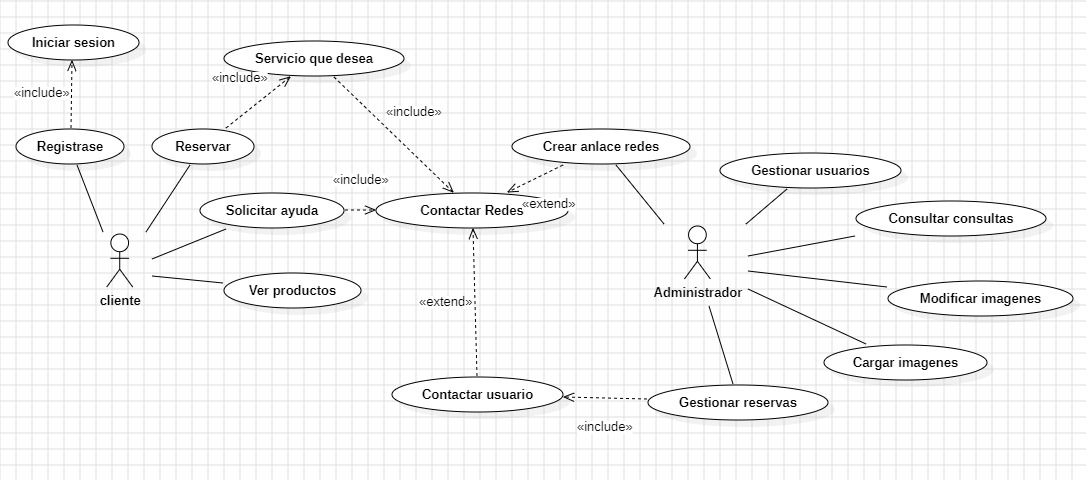 Iniciar sesion
Servicio que desea
«include»
«include»
«include»
Registrase
Reservar
Crear anlace redes
Gestionar usuarios
«include»
Solicitar ayuda
Contactar Redes
«extend»
Consultar consultas
cliente
Ver productos
Administrador
Modificar imagenes
«extend»
Cargar imagenes
Contactar usuario
Gestionar reservas
«include»